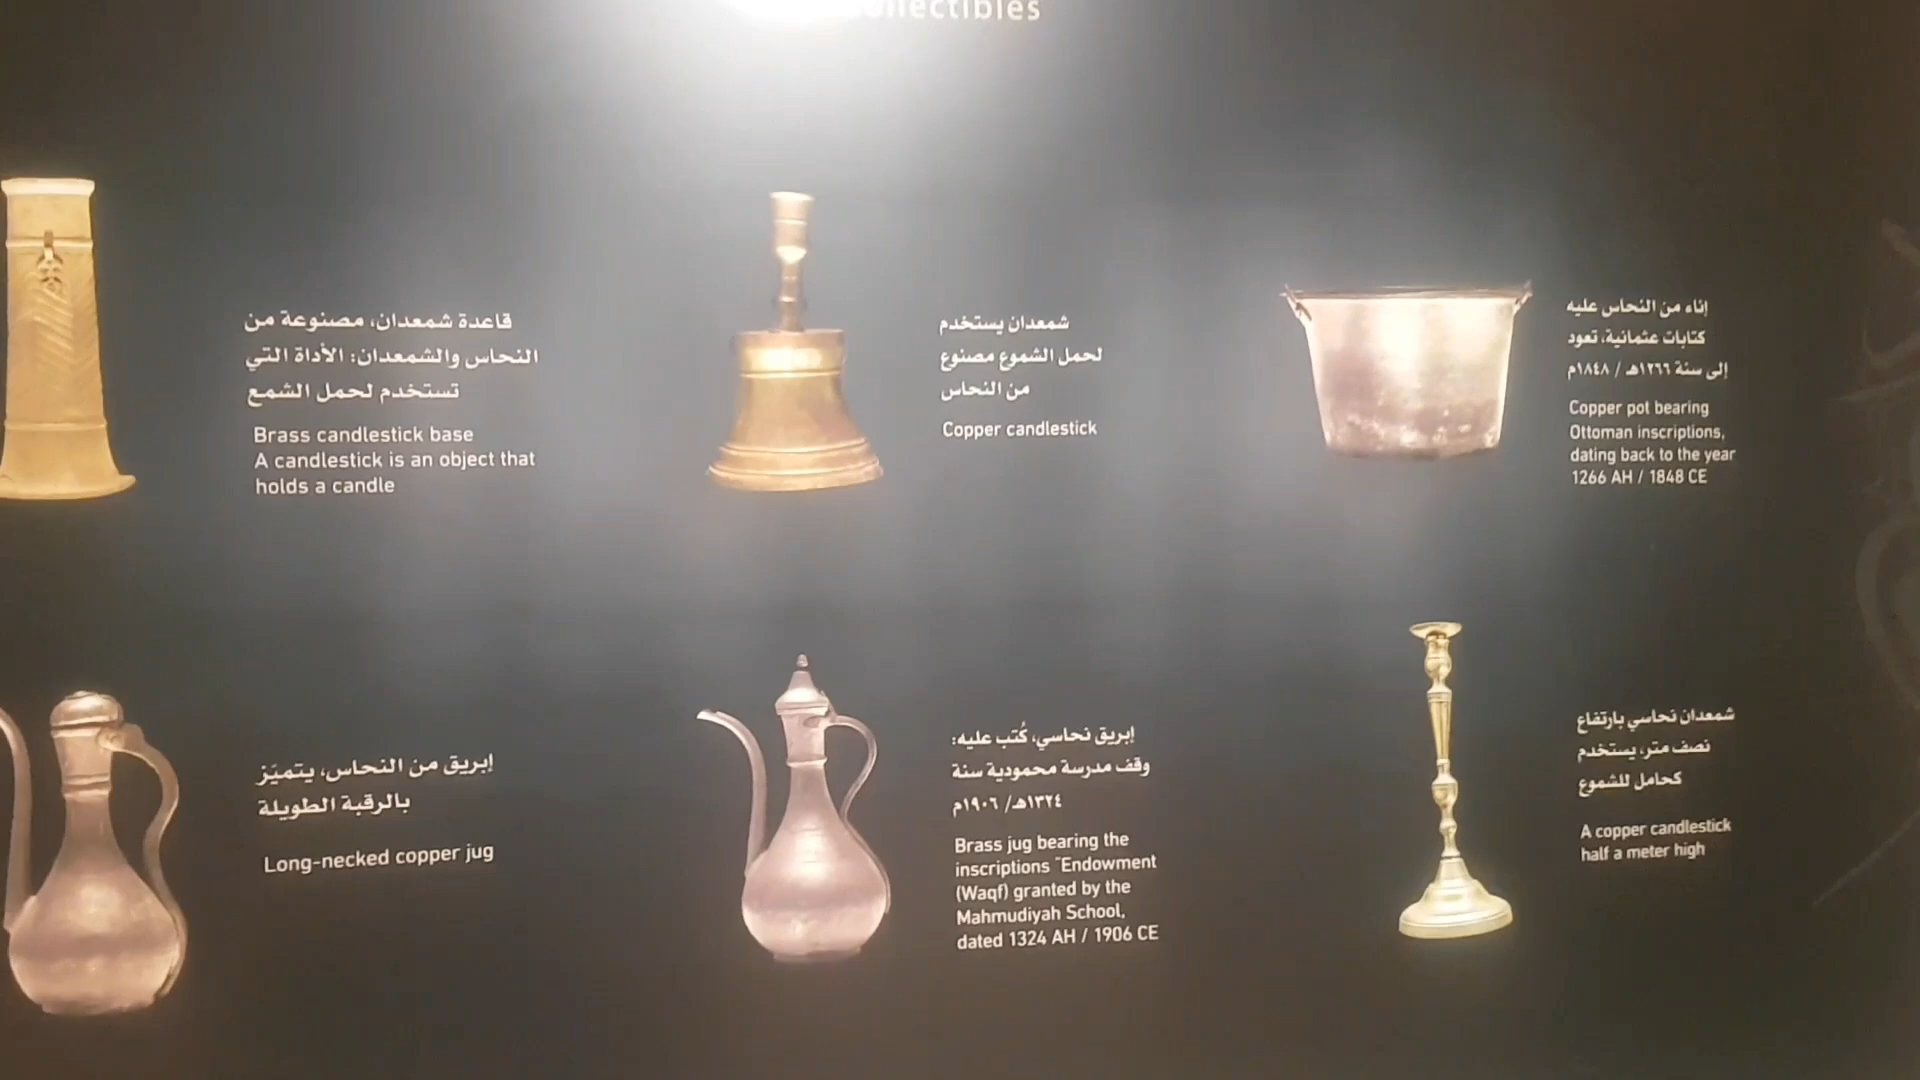 قاعدة شمعدان، مصنوعة من
النحاس والشمعدان: الأداة التي
تستخدم لحمل الشمع
Brass candlestick base
A candlestick is an object that
holds a candle
شمعدان يستخدم
لحمل الشموع مصنوع
من النحاس
Copper candlestick
إناء من النحاس عليه
كتابات عثمانية، تعود
إلى سنة ١٢٦٦هـ / ١٨٤٨م
Copper pot bearing
Ottoman inscriptions,
dating back to the year
1266 AH / 1848 CE
إبريق من النحاس، يتميّز
بالرقبة الطويلة
Long-necked copper jug
إبريق نحاسي، كُتب عليه:
وقف مدرسة محمودية سنة
١٣٢٤هـ/ ١٩٠٦م
Brass jug bearing the
inscriptions "Endowment
(Waqf) granted by the
Mahmudiyah School,
dated 1324 AH / 1906 CE
شمعدان نحاسي بارتفاع
نصف متر، يستخدم
كحامل للشموع
A copper candlestick
half a meter high